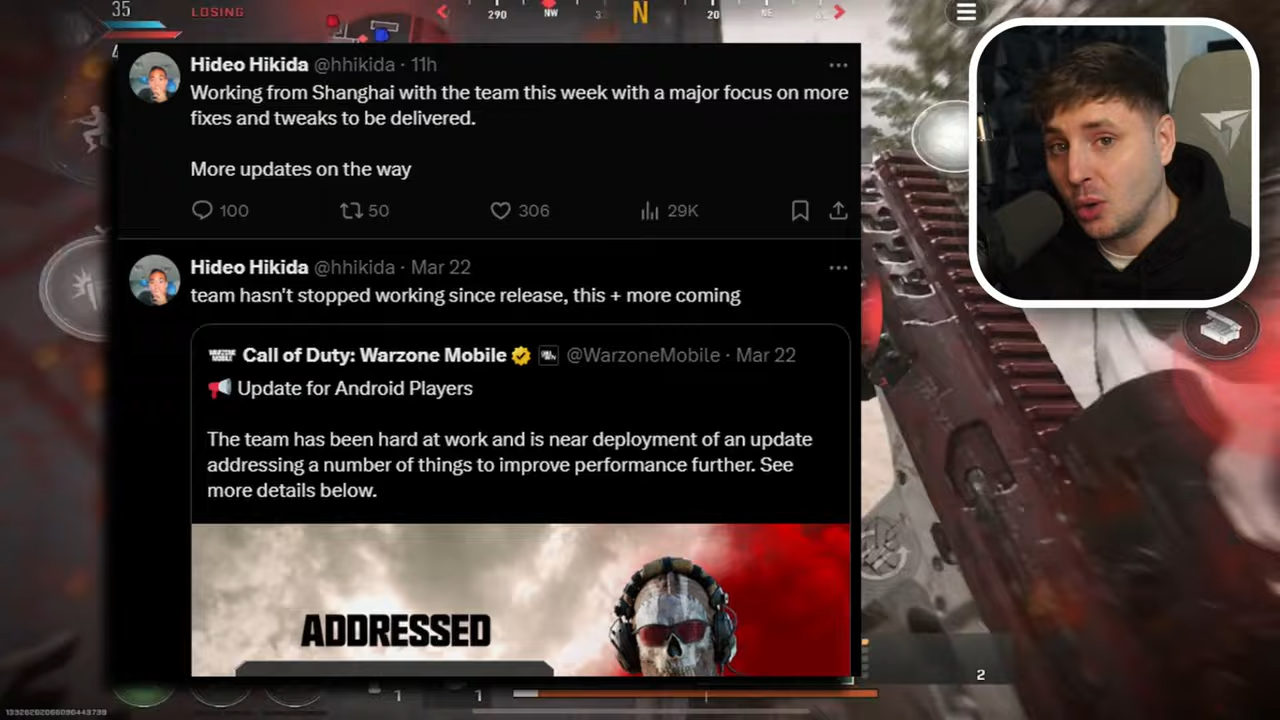 35 LOSING
290 NW N 20 NE
Hideo Hikida @hhikida · 11h
Working from Shanghai with the team this week with a major focus on more
fixes and tweaks to be delivered.
More updates on the way
100 50 306 29K
Hideo Hikida @hhikida · Mar 22
team hasn't stopped working since release, this + more coming
WARZONE MOBILE Call of Duty: Warzone Mobile @WarzoneMobile · Mar 22
Update for Android Players
The team has been hard at work and is near deployment of an update
addressing a number of things to improve performance further. See
more details below.
ADDRESSED
2
1 1